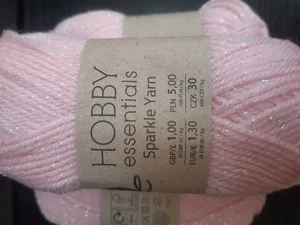 HOBBY
essentials
Sparkle Yarn
GBP/£ 1,00
PLN 5,00
EUR/€ 1,30
CZK 30